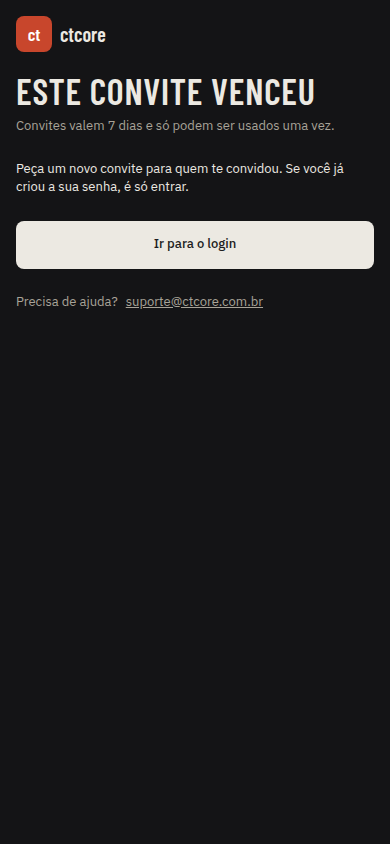 ct ctcore
ESTE CONVITE VENCEU
Convites valem 7 dias e só podem ser usados uma vez.
Peça um novo convite para quem te convidou. Se você já
criou a sua senha, é só entrar.
Ir para o login
Precisa de ajuda? suporte@ctcore.com.br